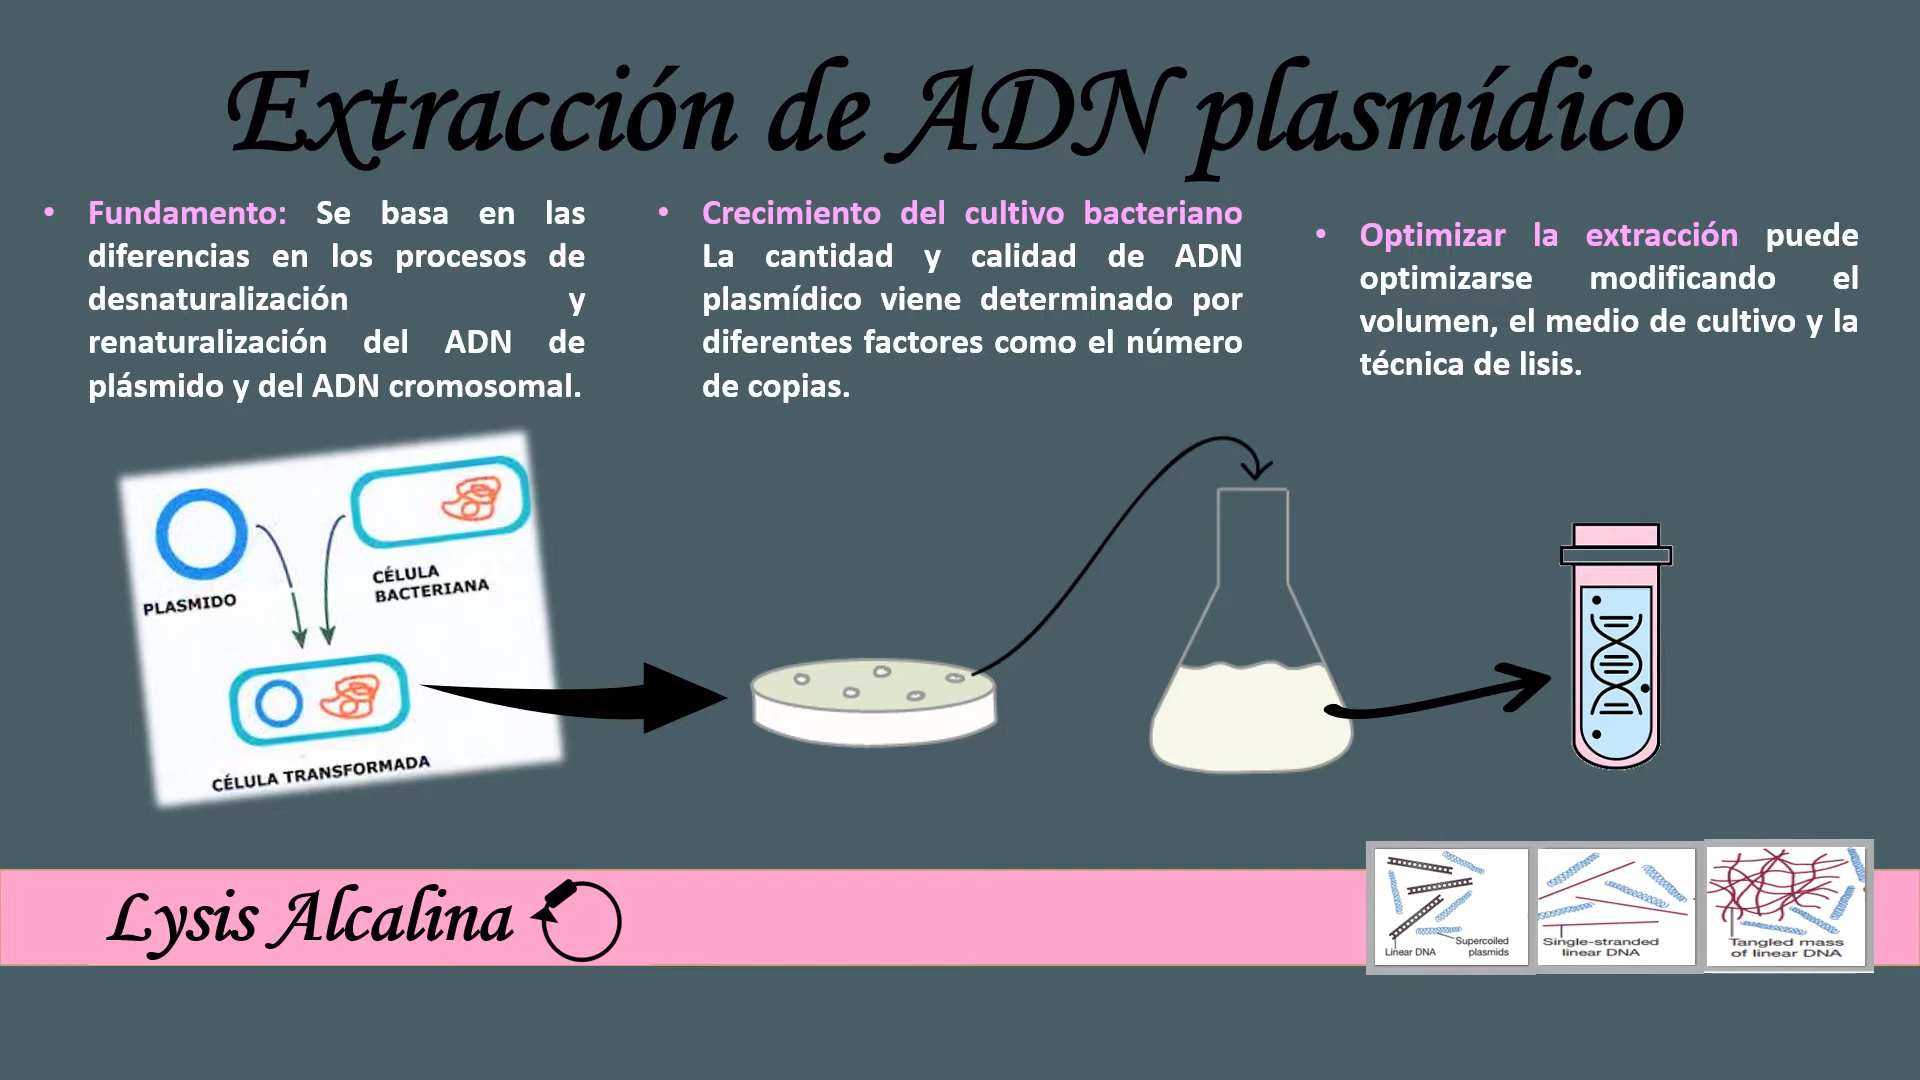 Extracción de ADN plasmídico
• Fundamento: Se basa en las
diferencias en los procesos de
desnaturalización y
renaturalización del ADN de
plásmido y del ADN cromosomal.
• Crecimiento del cultivo bacteriano
La cantidad y calidad de ADN
plasmídico viene determinado por
diferentes factores como el número
de copias.
• Optimizar la extracción puede
optimizarse modificando el
volumen, el medio de cultivo y la
técnica de lisis.
PLASMIDO
CÉLULA
BACTERIANA
CÉLULA TRANSFORMADA
Lysis Alcalina
Linear DNA
Supercoiled
plasmids
Single-stranded
linear DNA
Tangled mass
of linear DNA